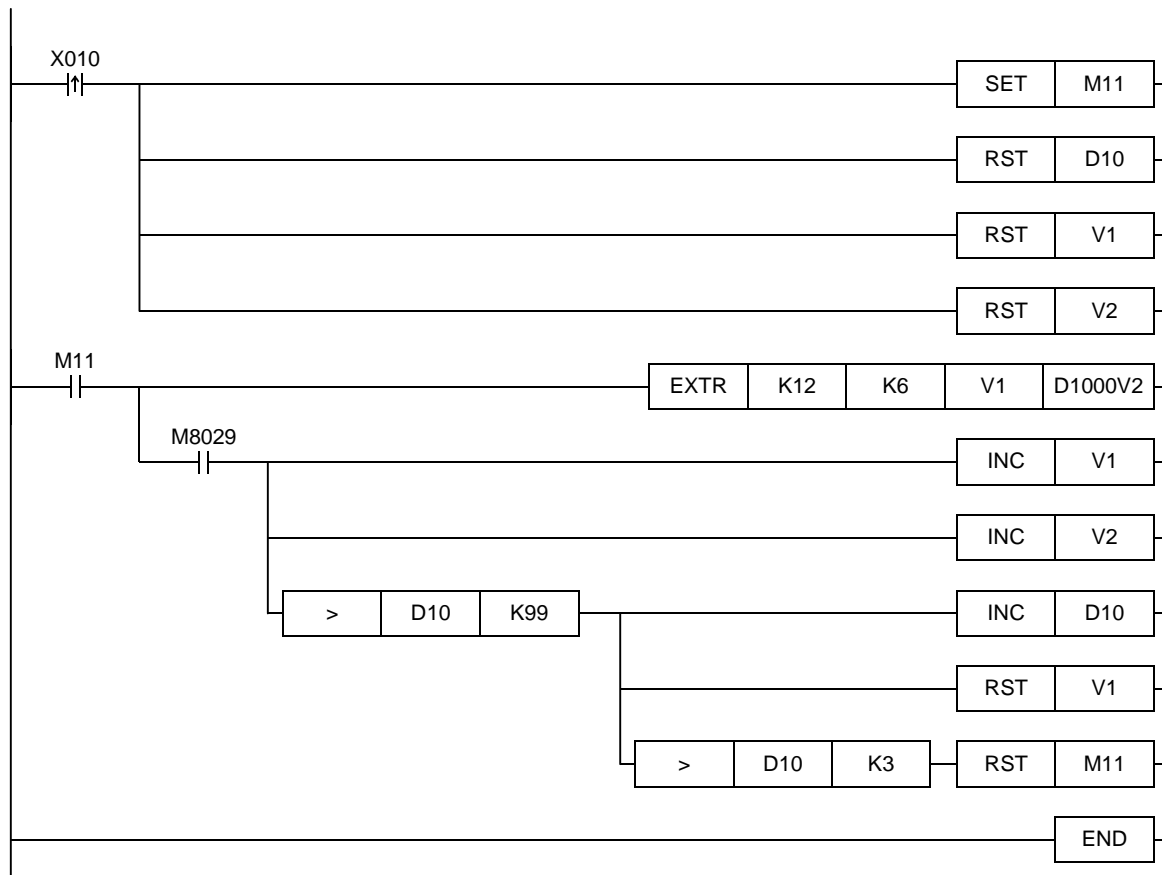 X010
SET M11
RST D10
RST V1
RST V2
M11
EXTR K12 K6 V1 D1000V2
M8029
INC V1
INC V2
> D10 K99 INC D10
RST V1
> D10 K3 RST M11
END